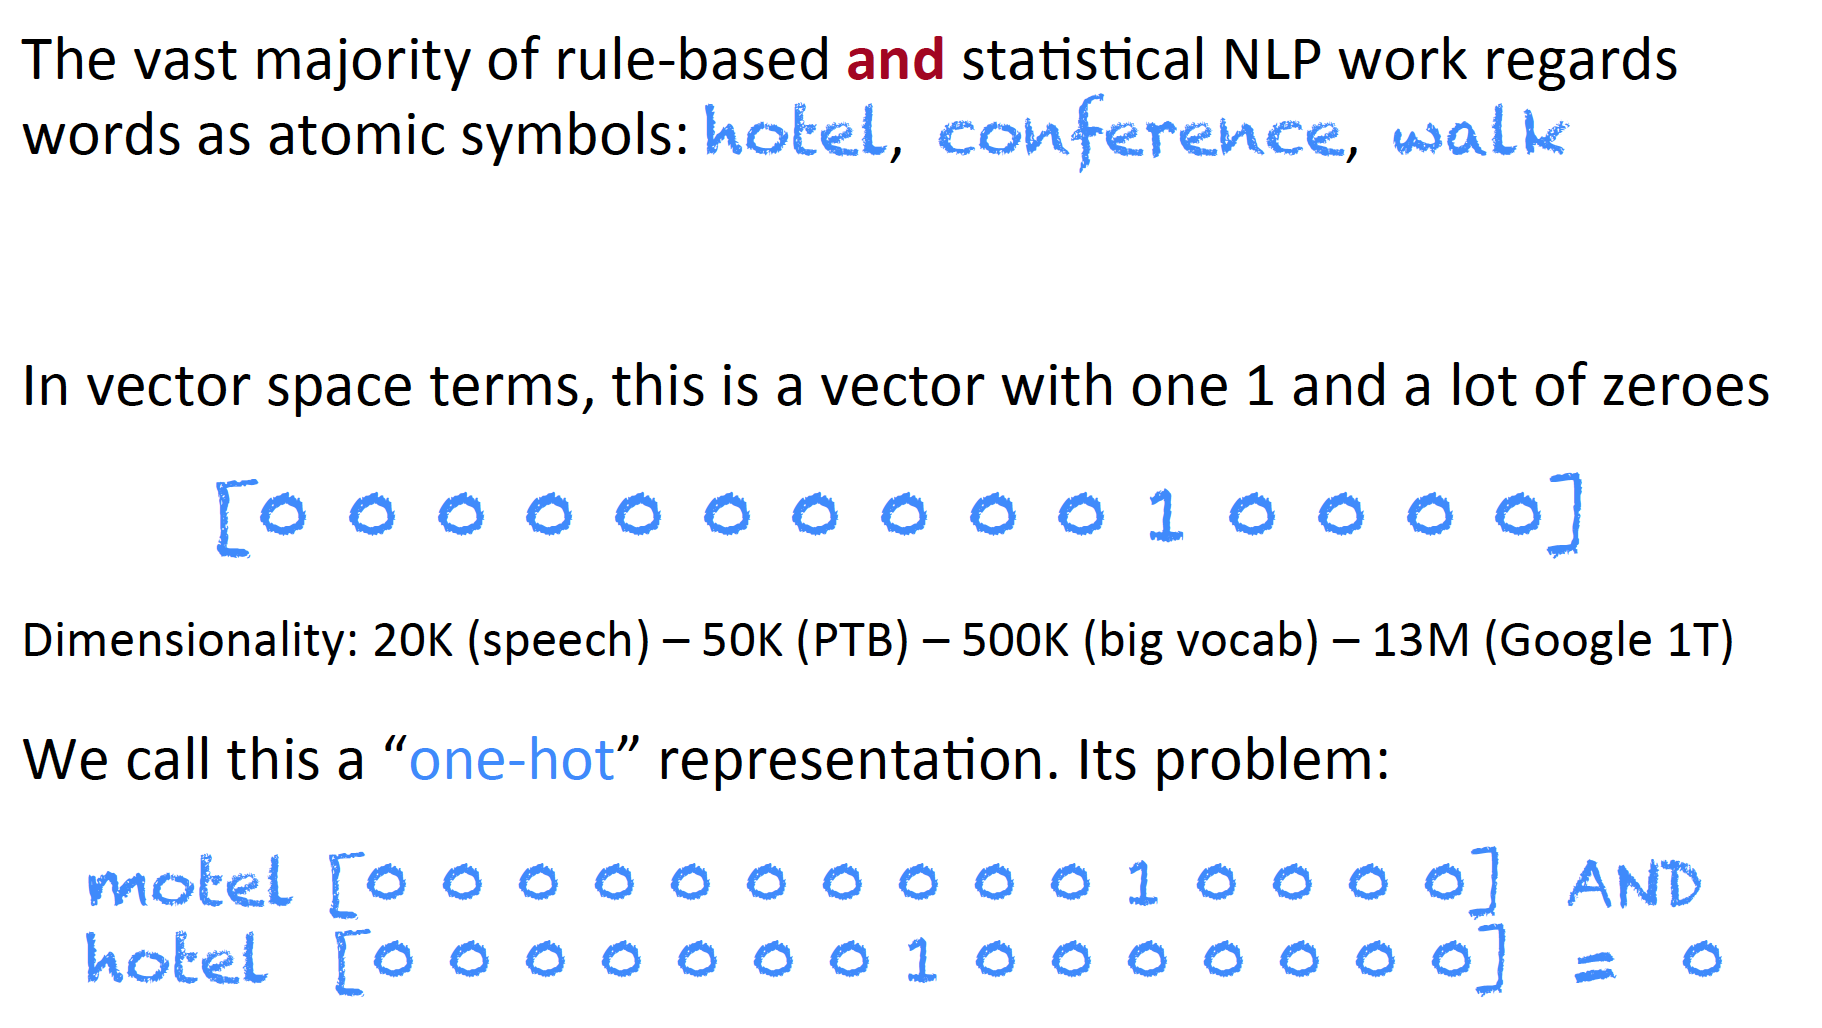 The vast majority of rule-based and statistical NLP work regards
words as atomic symbols: hotel, conference, walk
In vector space terms, this is a vector with one 1 and a lot of zeroes
[0 0 0 0 0 0 0 0 0 0 1 0 0 0 0]
Dimensionality: 20K (speech) – 50K (PTB) – 500K (big vocab) – 13M (Google 1T)
We call this a “one-hot” representation. Its problem:
motel [0 0 0 0 0 0 0 0 0 0 1 0 0 0 0] AND
hotel [0 0 0 0 0 0 0 1 0 0 0 0 0 0 0] = 0